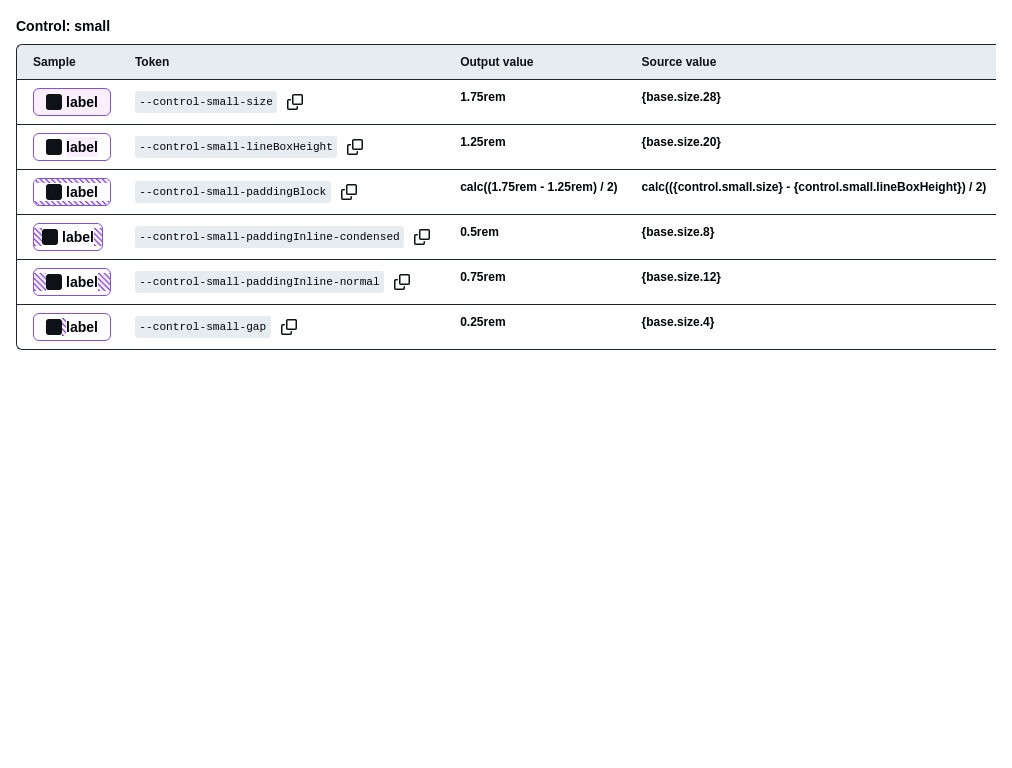 Control: small
Sample Token Output value Source value
label --control-small-size 1.75rem {base.size.28}
label --control-small-lineBoxHeight 1.25rem {base.size.20}
label --control-small-paddingBlock calc((1.75rem - 1.25rem) / 2) calc(({control.small.size} - {control.small.lineBoxHeight}) / 2)
label --control-small-paddingInline-condensed 0.5rem {base.size.8}
label --control-small-paddingInline-normal 0.75rem {base.size.12}
label --control-small-gap 0.25rem {base.size.4}